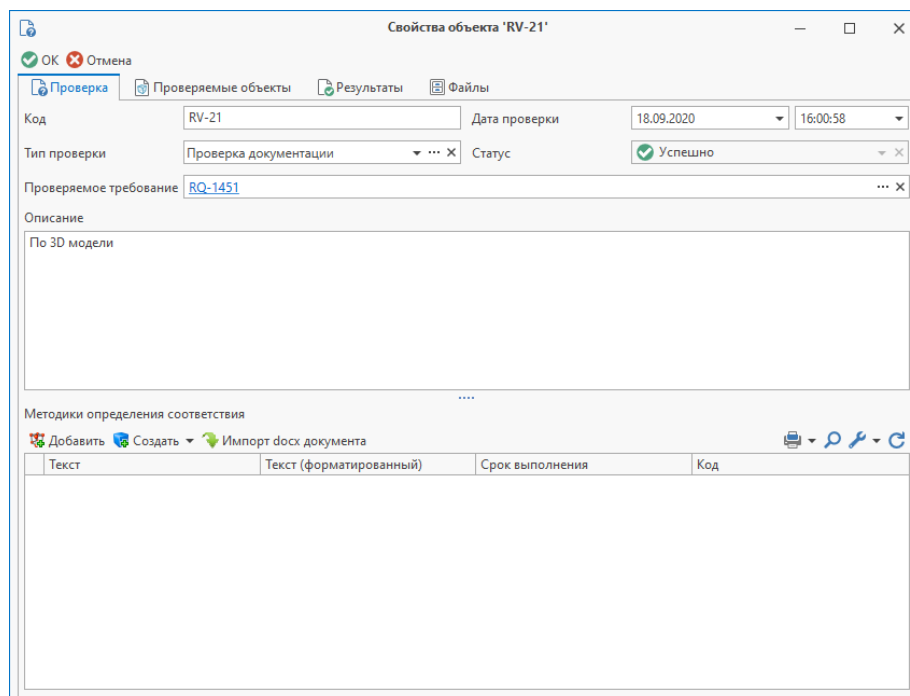 Свойства объекта 'RV-21'
ОК Отмена
Проверка Проверяемые объекты Результаты Файлы
Код RV-21 Дата проверки 18.09.2020 16:00:58
Тип проверки Проверка документации Статус Успешно
Проверяемое требование RQ-1451
Описание
По 3D модели
Методики определения соответствия
Добавить Создать Импорт docx документа
Текст Текст (форматированный) Срок выполнения Код